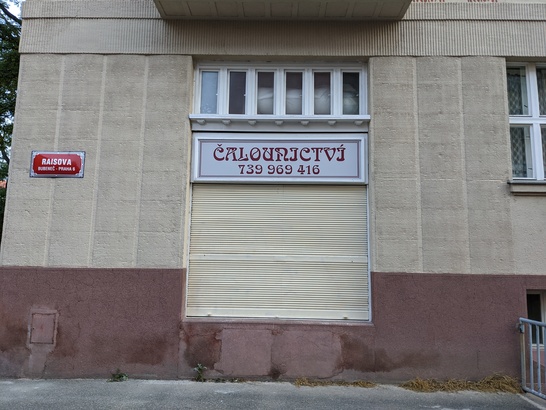 RAISOVA
BUBENEČ - PRAHA 6
ČALOUNICTVÍ
739 969 416